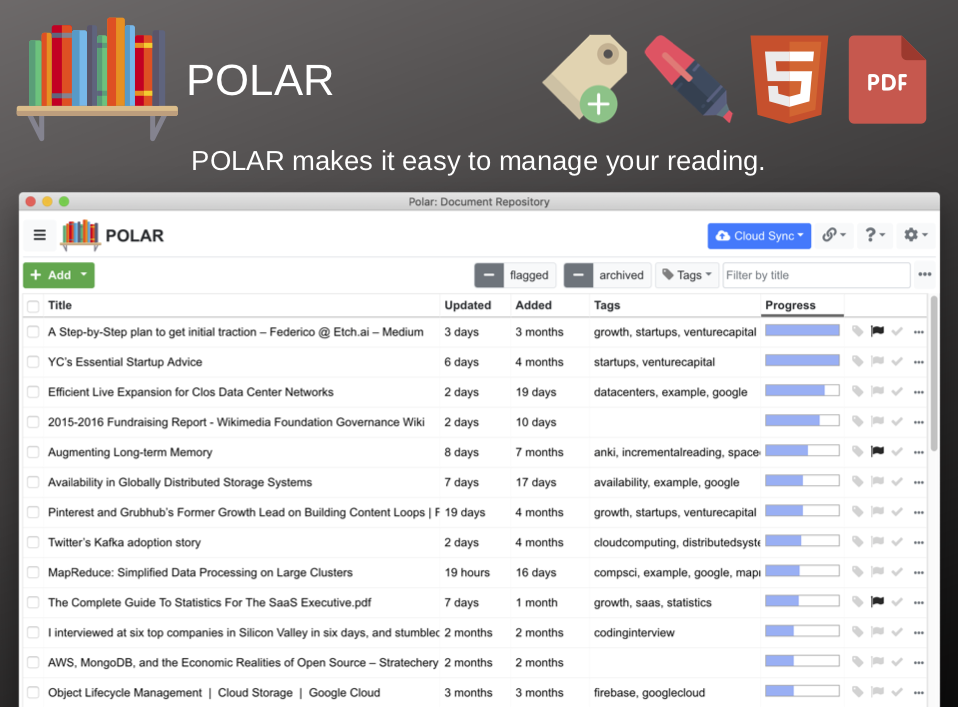 POLAR
5
PDF
POLAR makes it easy to manage your reading.
Polar: Document Repository
POLAR Cloud Sync ?
+ Add flagged archived Tags Filter by title
Title Updated Added Tags Progress
A Step-by-Step plan to get initial traction – Federico @ Etch.ai – Medium 3 days 3 months growth, startups, venturecapital
YC's Essential Startup Advice 6 days 4 months startups, venturecapital
Efficient Live Expansion for Clos Data Center Networks 2 days 19 days datacenters, example, google
2015-2016 Fundraising Report - Wikimedia Foundation Governance Wiki 2 days 10 days
Augmenting Long-term Memory 8 days 7 months anki, incrementalreading, space
Availability in Globally Distributed Storage Systems 7 days 17 days availability, example, google
Pinterest and Grubhub's Former Growth Lead on Building Content Loops | F 19 days 4 months growth, startups, venturecapital
Twitter's Kafka adoption story 2 days 4 months cloudcomputing, distributedsyste
MapReduce: Simplified Data Processing on Large Clusters 19 hours 16 days compsci, example, google, mapr
The Complete Guide To Statistics For The SaaS Executive.pdf 7 days 1 month growth, saas, statistics
I interviewed at six top companies in Silicon Valley in six days, and stumblec 2 months 2 months codinginterview
AWS, MongoDB, and the Economic Realities of Open Source – Stratechery 2 months 2 months
Object Lifecycle Management | Cloud Storage | Google Cloud 3 months 3 months firebase, googlecloud